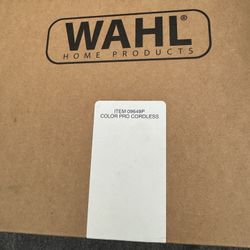 WAHL®
HOME PRODUCTS
ITEM 09649P
COLOR PRO CORDLESS